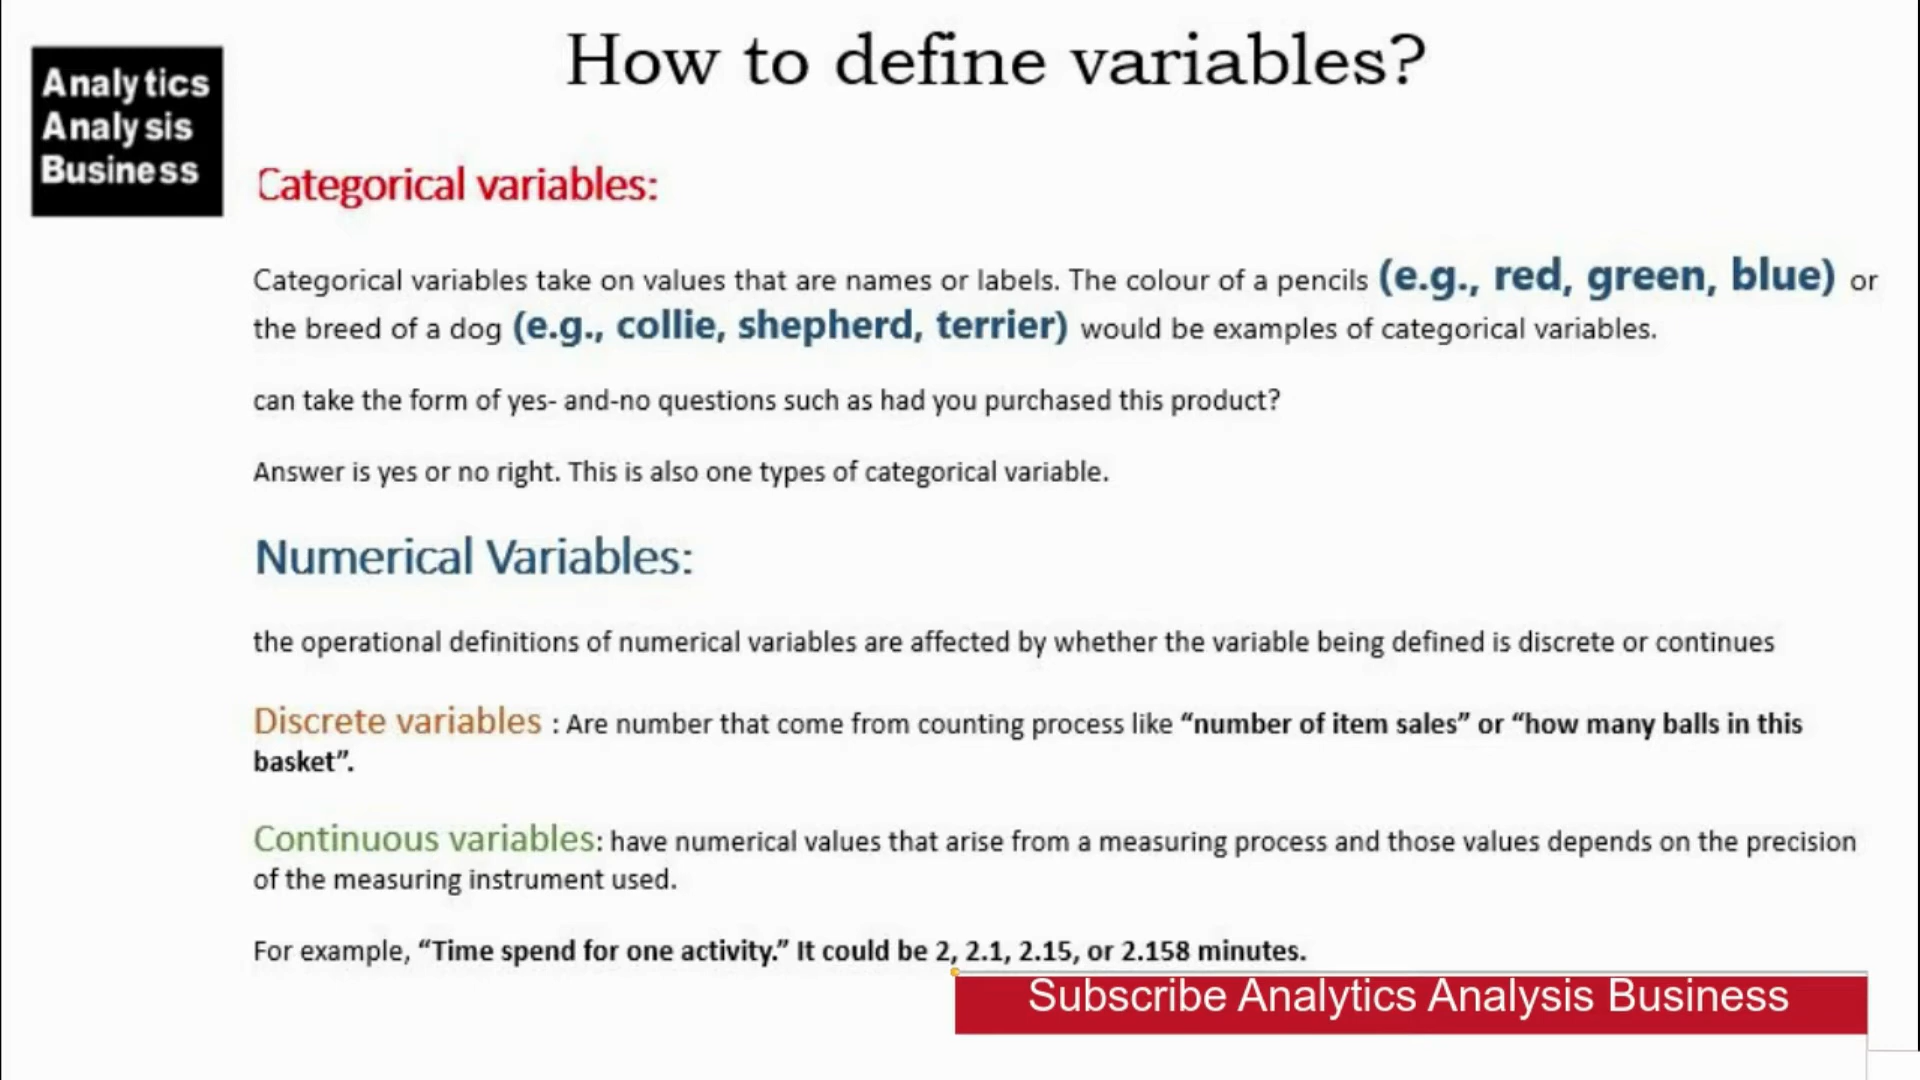 How to define variables?
Analytics
Analysis
Business
Categorical variables:
Categorical variables take on values that are names or labels. The colour of a pencils (e.g., red, green, blue) or
the breed of a dog (e.g., collie, shepherd, terrier) would be examples of categorical variables.
can take the form of yes- and-no questions such as had you purchased this product?
Answer is yes or no right. This is also one types of categorical variable.
Numerical Variables:
the operational definitions of numerical variables are affected by whether the variable being defined is discrete or continues
Discrete variables : Are number that come from counting process like “number of item sales” or “how many balls in this
basket”.
Continuous variables: have numerical values that arise from a measuring process and those values depends on the precision
of the measuring instrument used.
For example, “Time spend for one activity.” It could be 2, 2.1, 2.15, or 2.158 minutes.
Subscribe Analytics Analysis Business